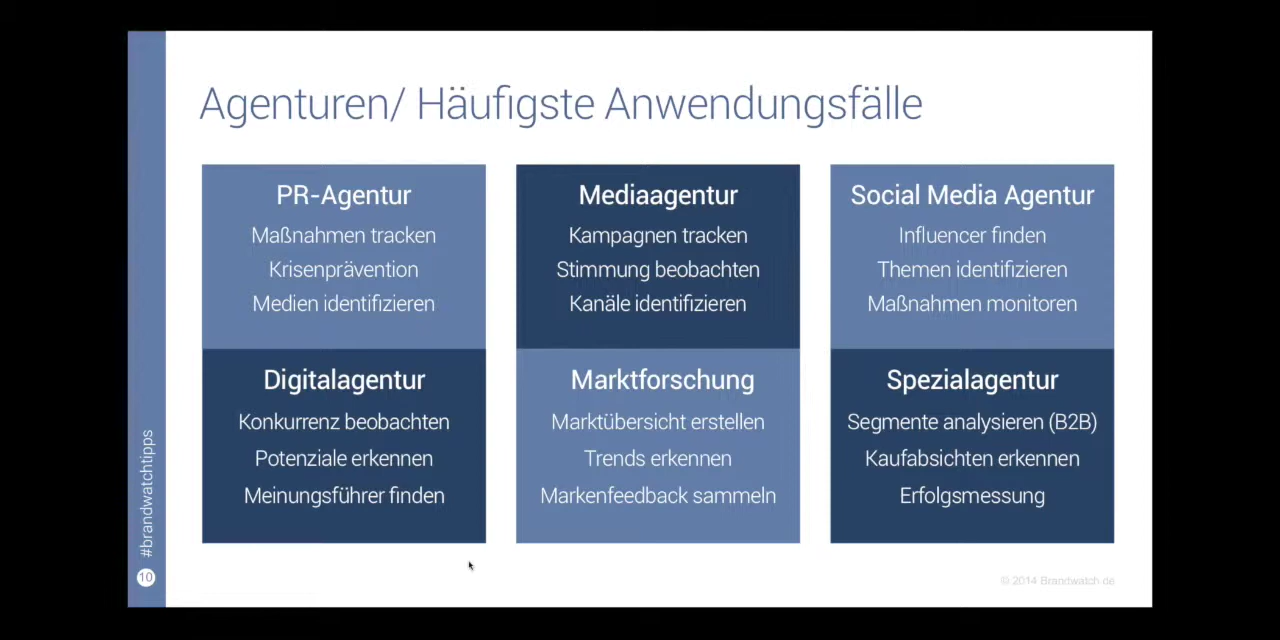 Agenturen/ Häufigste Anwendungsfälle
PR-Agentur
Maßnahmen tracken
Krisenprävention
Medien identifizieren
Mediaagentur
Kampagnen tracken
Stimmung beobachten
Kanäle identifizieren
Social Media Agentur
Influencer finden
Themen identifizieren
Maßnahmen monitoren
Digitalagentur
Konkurrenz beobachten
Potenziale erkennen
Meinungsführer finden
Marktforschung
Marktübersicht erstellen
Trends erkennen
Markenfeedback sammeln
Spezialagentur
Segmente analysieren (B2B)
Kaufabsichten erkennen
Erfolgsmessung
#brandwatchtipps
10
© 2014 Brandwatch.de